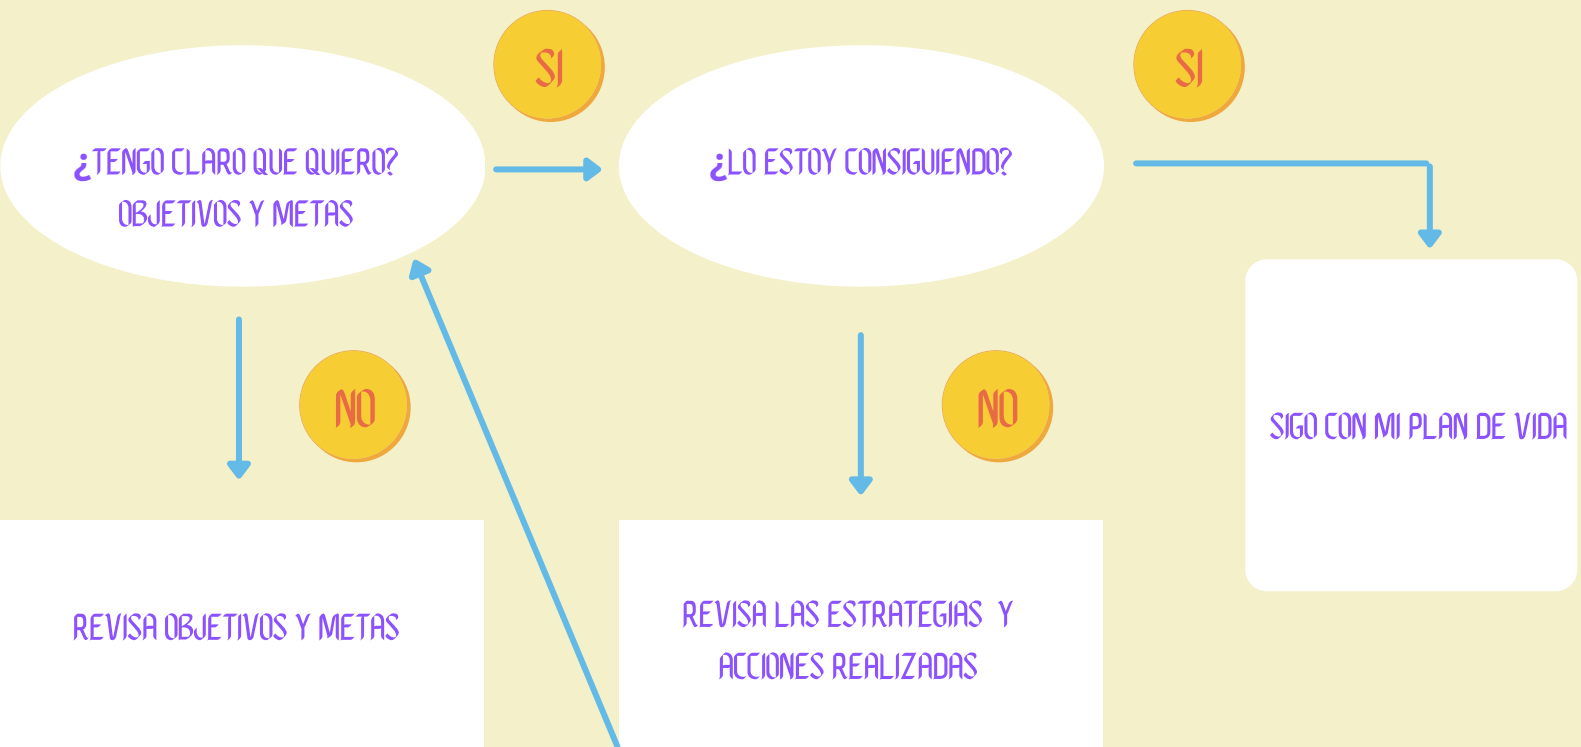 SI
SI
¿TENGO CLARO QUE QUIERO?
OBJETIVOS Y METAS
¿LO ESTOY CONSIGUIENDO?
NO
NO
SIGO CON MI PLAN DE VIDA
REVISA OBJETIVOS Y METAS
REVISA LAS ESTRATEGIAS Y
ACCIONES REALIZADAS